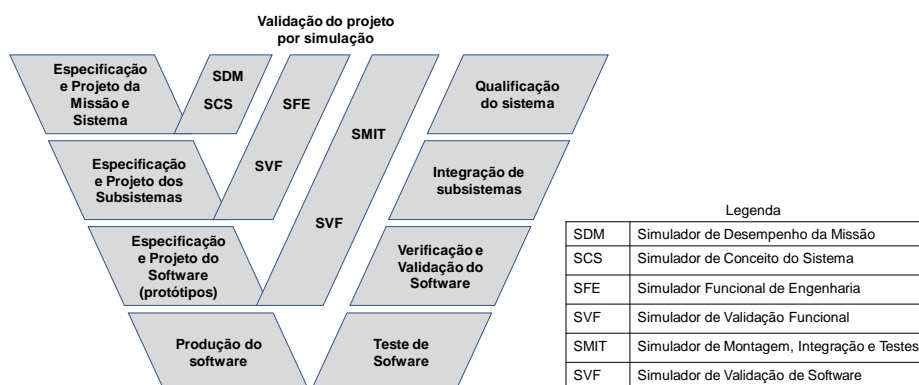 Validação do projeto
por simulação
Especificação
e Projeto da
Missão e
Sistema
SDM
SCS
SFE
SVF
SMIT
SVF
Qualificação
do sistema
Especificação
e Projeto dos
Subsistemas
Integração de
subsistemas
Especificação
e Projeto do
Software
(protótipos)
Verificação e
Validação do
Software
Produção do
software
Teste de
Sofware
Legenda
SDM Simulador de Desempenho da Missão
SCS Simulador de Conceito do Sistema
SFE Simulador Funcional de Engenharia
SVF Simulador de Validação Funcional
SMIT Simulador de Montagem, Integração e Testes
SVF Simulador de Validação de Software